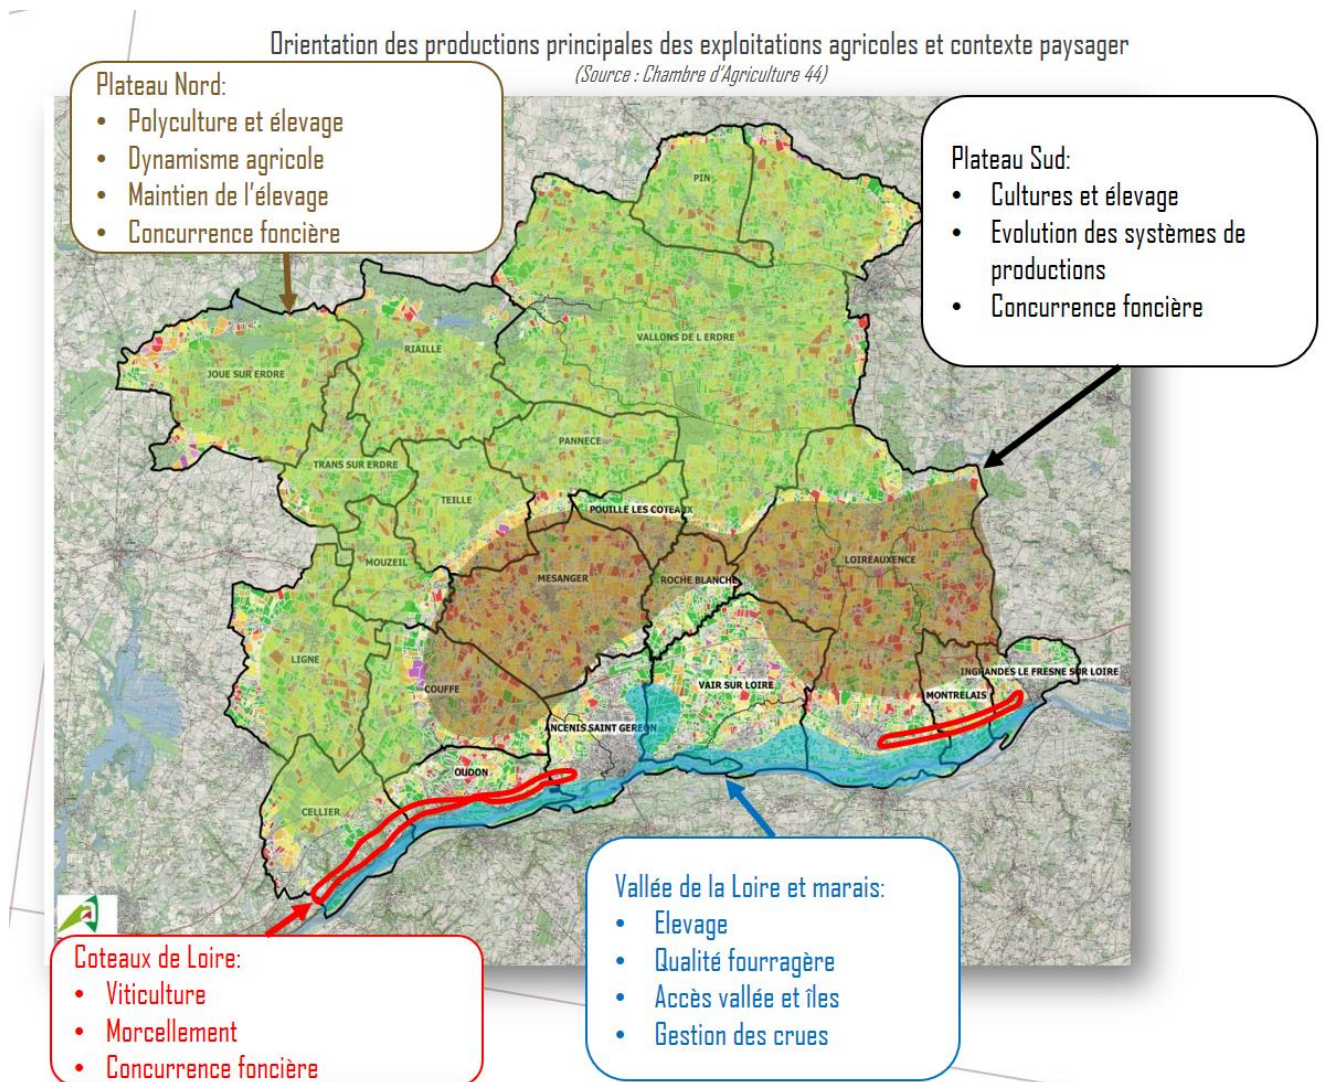 Orientation des productions principales des exploitations agricoles et contexte paysager
(Source : Chambre d'Agriculture 44)
Plateau Nord:
• Polyculture et élevage
• Dynamisme agricole
• Maintien de l'élevage
• Concurrence foncière
Plateau Sud:
• Cultures et élevage
• Evolution des systèmes de
productions
• Concurrence foncière
PIN
VALLONS DE L ERDRE
RIAILLE
JOUE SUR ERDRE
PANNECE
TRANS SUR ERDRE
TEILLE
POUILLE LES COTEAUX
MOUZEIL
MESANGER
ROCHE BLANCHE
LOIREAUXENCE
LIGNE
COUFFE
VAIR SUR LOIRE
INGRANDES LE FRESNE SUR LOIRE
MONTRELAIS
ANCENIS SAINT GEREON
OUDON
CELLIER
Coteaux de Loire:
• Viticulture
• Morcellement
• Concurrence foncière
Vallée de la Loire et marais:
• Elevage
• Qualité fourragère
• Accès vallée et îles
• Gestion des crues